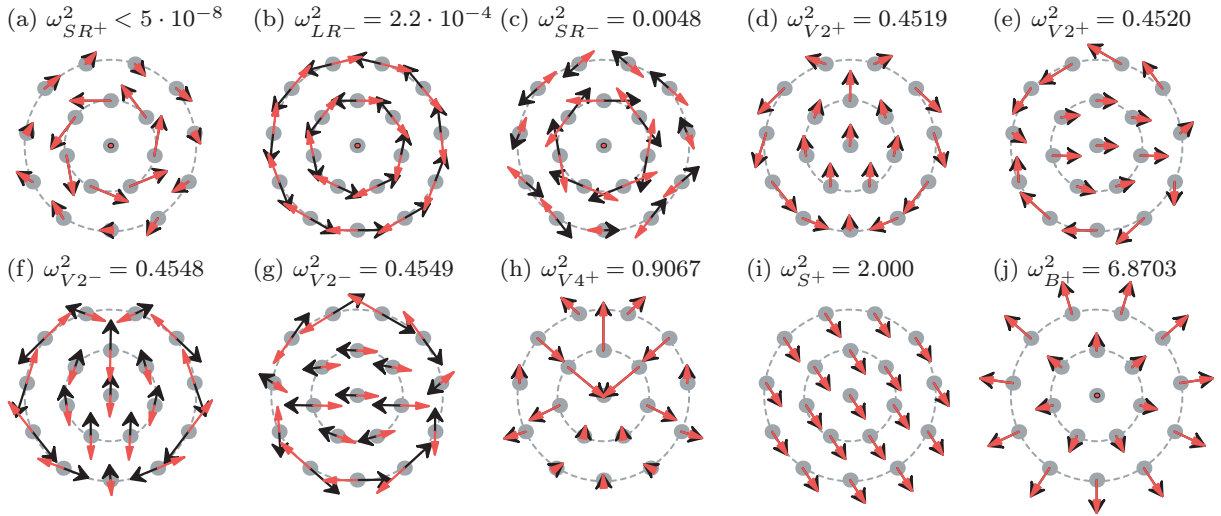 (a) ω²_{SR⁺} < 5 · 10⁻⁸
(b) ω²_{LR⁻} = 2.2 · 10⁻⁴
(c) ω²_{SR⁻} = 0.0048
(d) ω²_{V2⁺} = 0.4519
(e) ω²_{V2⁺} = 0.4520
(f) ω²_{V2⁻} = 0.4548
(g) ω²_{V2⁻} = 0.4549
(h) ω²_{V4⁺} = 0.9067
(i) ω²_{S⁺} = 2.000
(j) ω²_{B⁺} = 6.8703